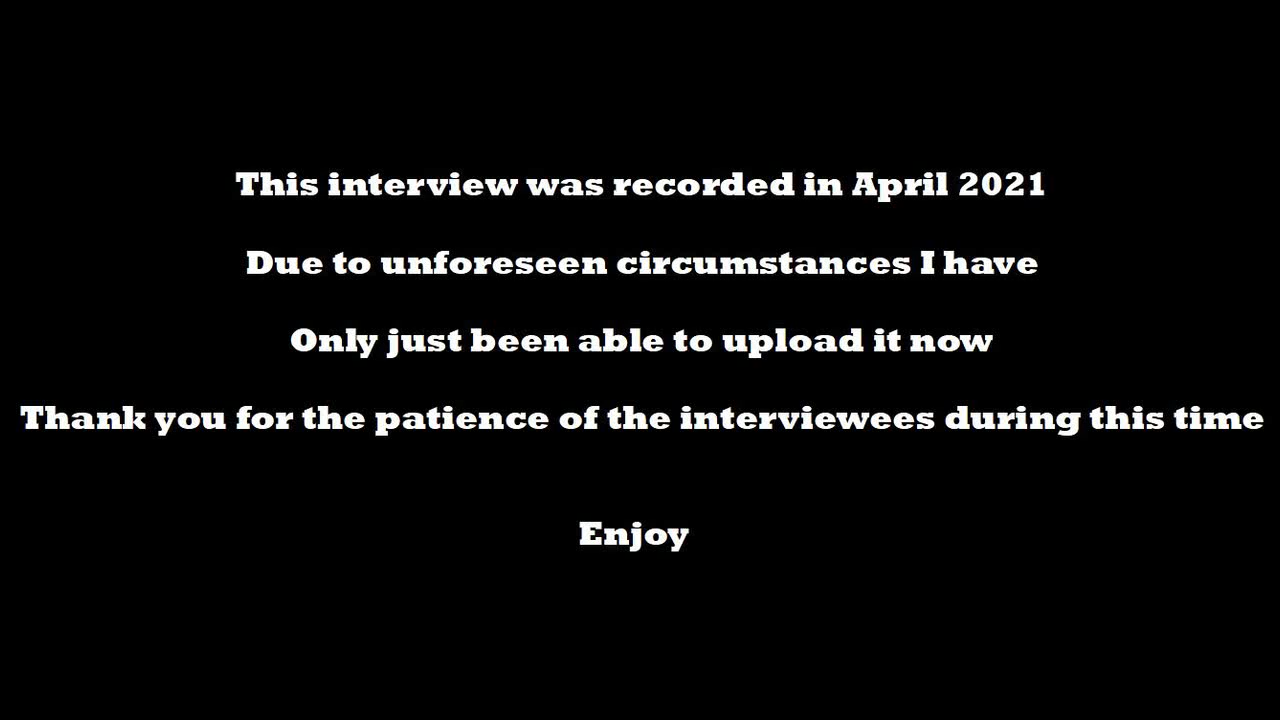 This interview was recorded in April 2021
Due to unforeseen circumstances I have
Only just been able to upload it now
Thank you for the patience of the interviewees during this time
Enjoy